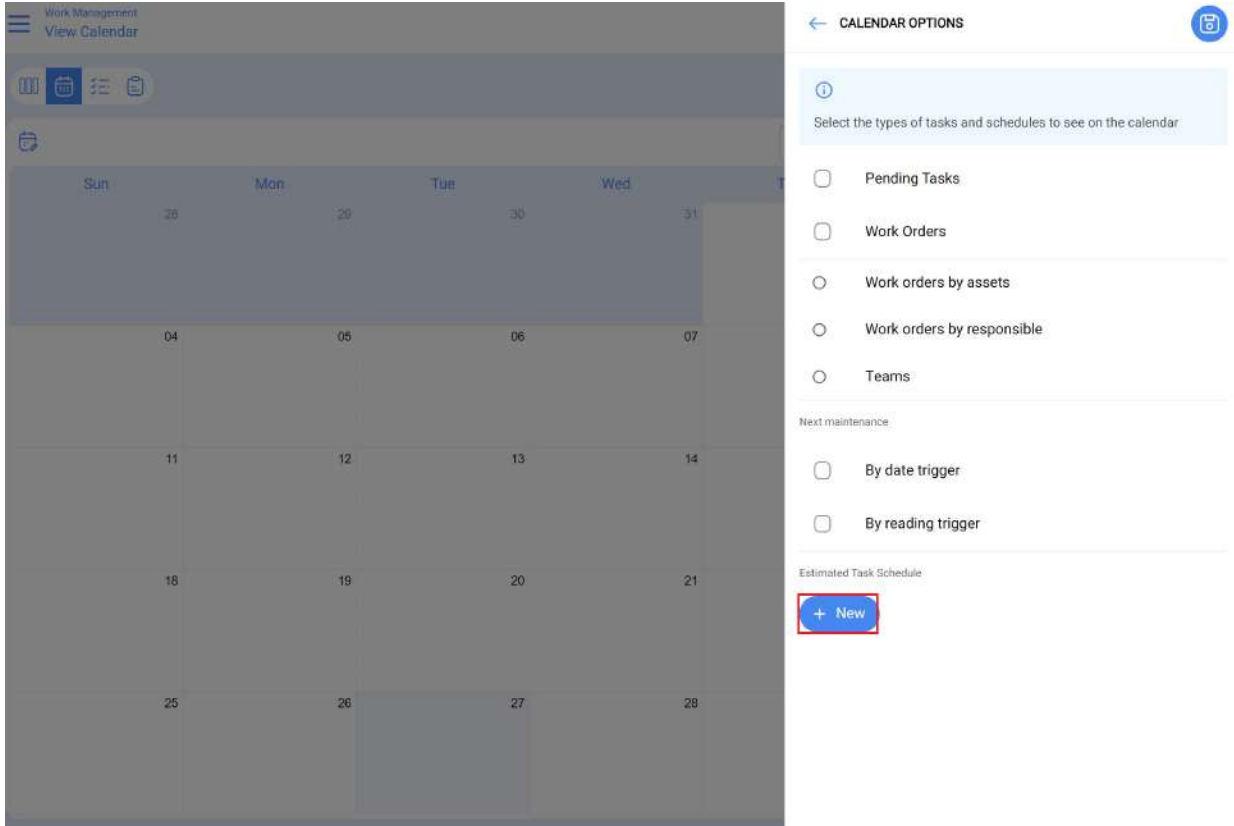 Work Management
View Calendar
CALENDAR OPTIONS
Select the types of tasks and schedules to see on the calendar
Sun Mon Tue Wed T
28 29 30 31
04 05 06 07
11 12 13 14
18 19 20 21
25 26 27 28
Pending Tasks
Work Orders
Work orders by assets
Work orders by responsible
Teams
Next maintenance
By date trigger
By reading trigger
Estimated Task Schedule
+ New